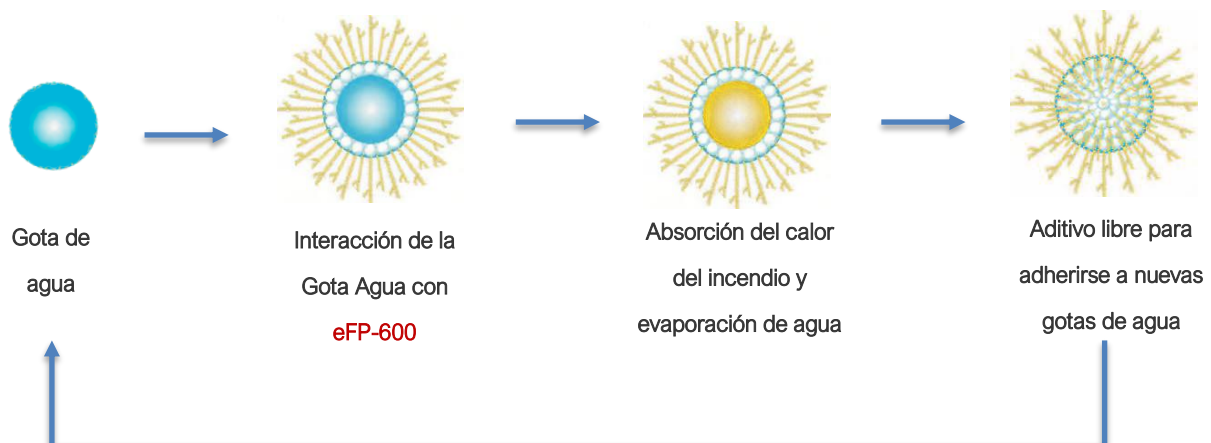 Gota de
agua
Interacción de la
Gota Agua con
eFP-600
Absorción del calor
del incendio y
evaporación de agua
Aditivo libre para
adherirse a nuevas
gotas de agua